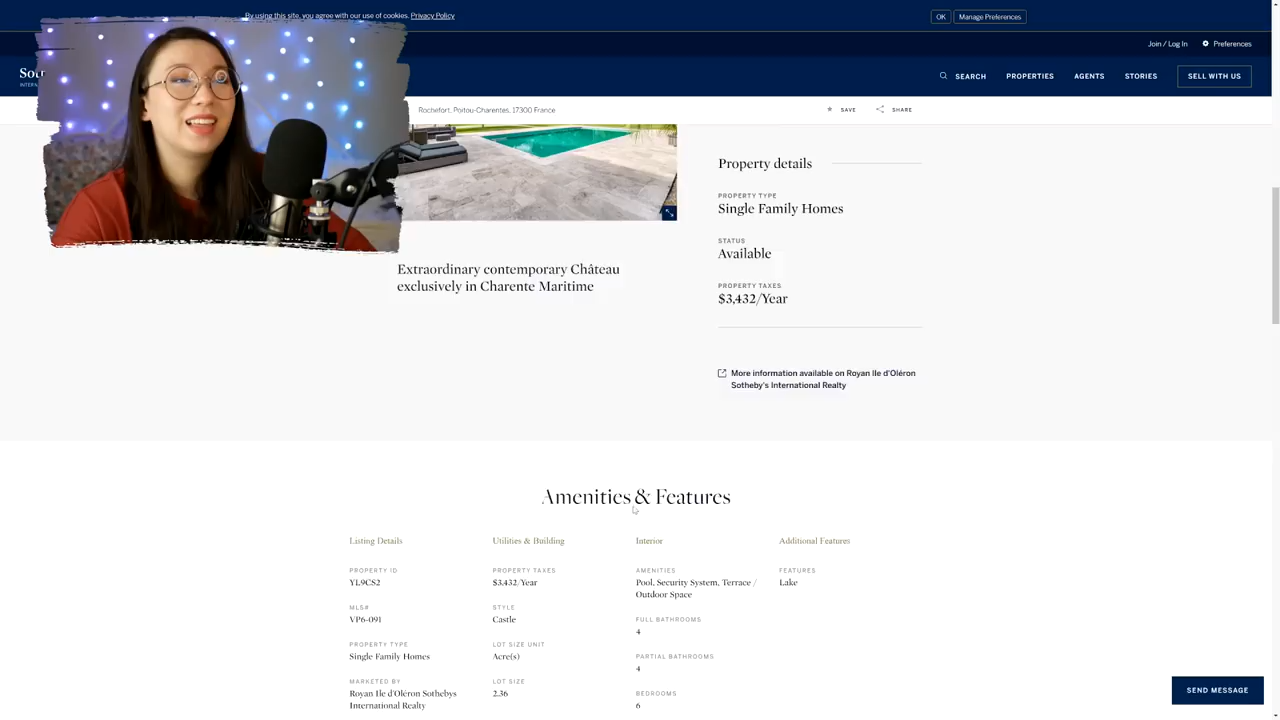 By using this site, you agree with our use of cookies. Privacy Policy
OK
Manage Preferences
Join / Log In
Preferences
SEARCH
PROPERTIES
AGENTS
STORIES
SELL WITH US
Rochefort, Poitou-Charentes, 17300 France
SAVE
SHARE
Extraordinary contemporary Château
exclusively in Charente Maritime
Property details
PROPERTY TYPE
Single Family Homes
STATUS
Available
PROPERTY TAXES
$3,432/Year
More information available on Royan Ile d'Oléron
Sotheby's International Realty
Amenities & Features
Listing Details
PROPERTY ID
YL9CS2
MLS#
VP6-091
PROPERTY TYPE
Single Family Homes
MARKETED BY
Royan Ile d'Oléron Sothebys
International Realty
Utilities & Building
PROPERTY TAXES
$3,432/Year
STYLE
Castle
LOT SIZE UNIT
Acre(s)
LOT SIZE
2.36
Interior
AMENITIES
Pool, Security System, Terrace /
Outdoor Space
FULL BATHROOMS
4
PARTIAL BATHROOMS
4
BEDROOMS
6
Additional Features
FEATURES
Lake
SEND MESSAGE